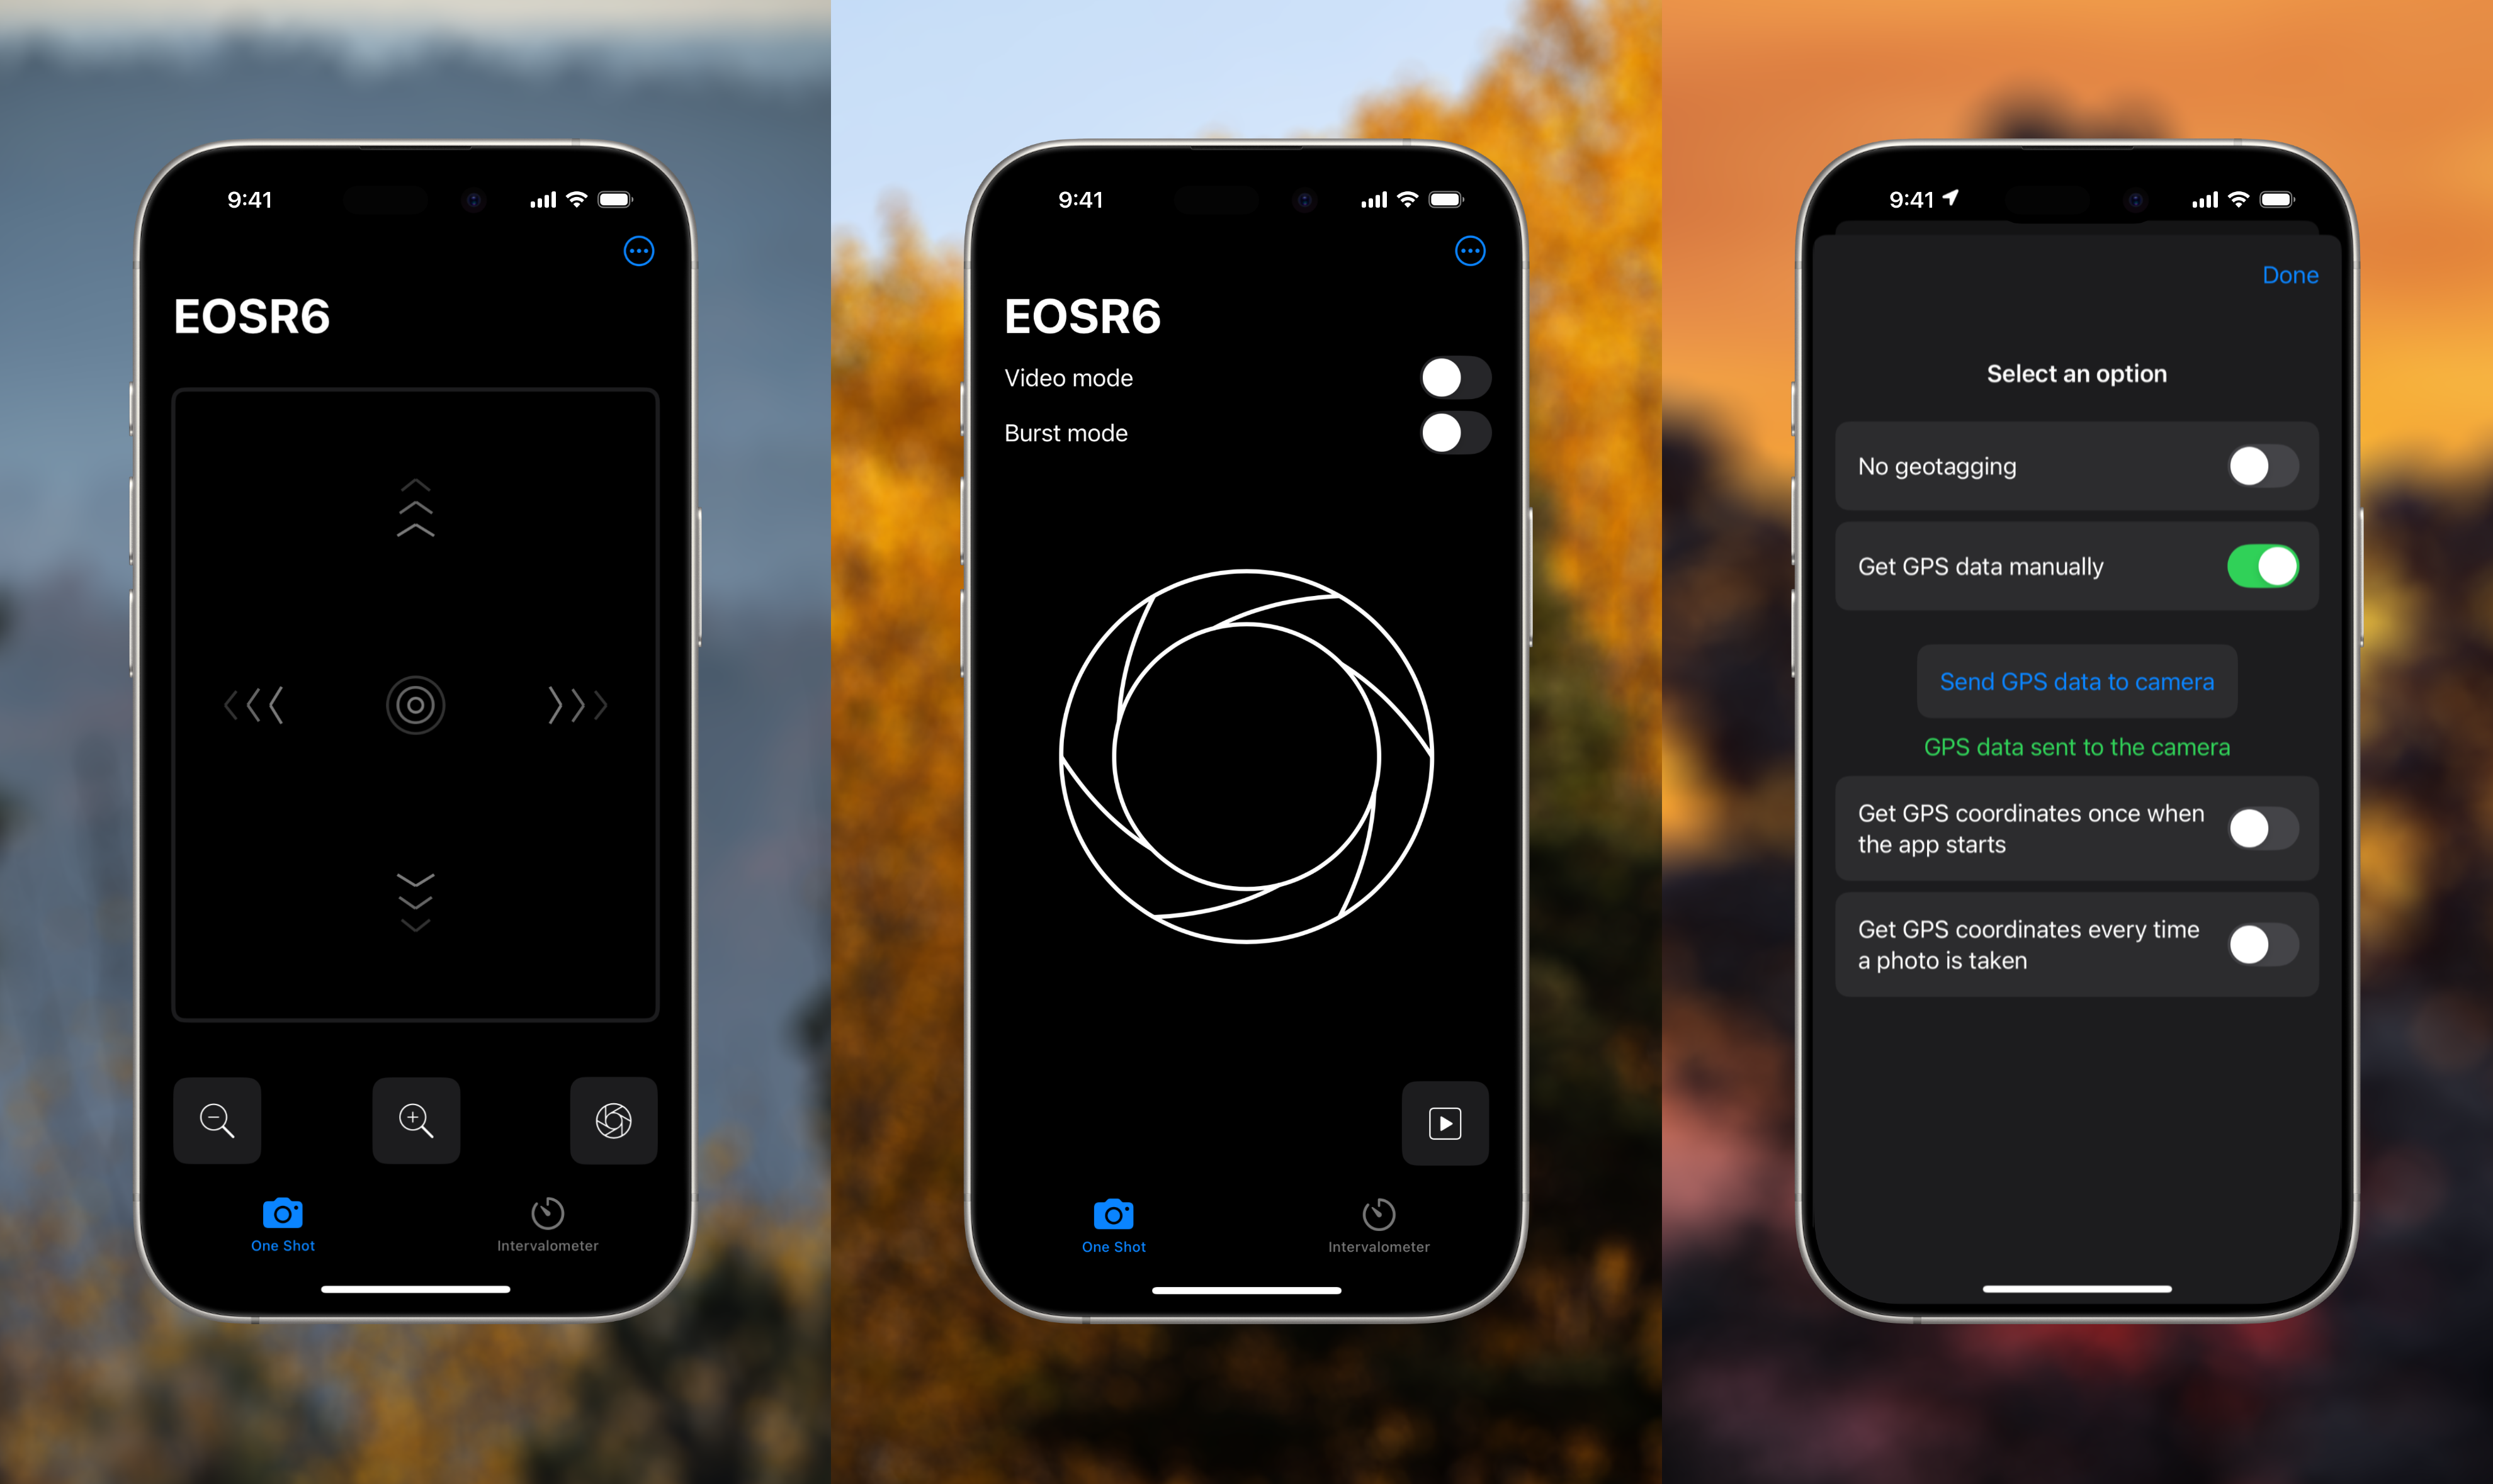 9:41
EOSR6
One Shot
Intervalometer
9:41
EOSR6
Video mode
Burst mode
One Shot
Intervalometer
9:41
Done
Select an option
No geotagging
Get GPS data manually
Send GPS data to camera
GPS data sent to the camera
Get GPS coordinates once when
the app starts
Get GPS coordinates every time
a photo is taken